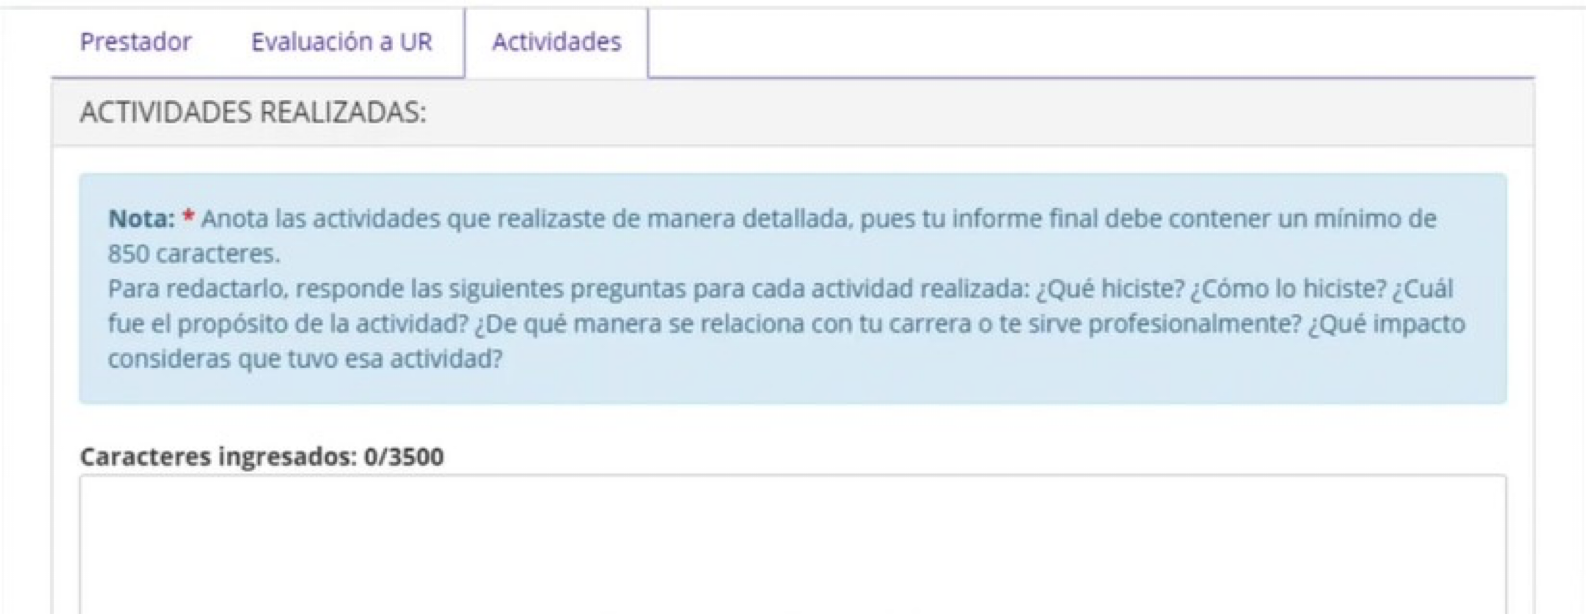 Prestador Evaluación a UR Actividades
ACTIVIDADES REALIZADAS:
Nota: * Anota las actividades que realizaste de manera detallada, pues tu informe final debe contener un mínimo de
850 caracteres.
Para redactarlo, responde las siguientes preguntas para cada actividad realizada: ¿Qué hiciste? ¿Cómo lo hiciste? ¿Cuál
fue el propósito de la actividad? ¿De qué manera se relaciona con tu carrera o te sirve profesionalmente? ¿Qué impacto
consideras que tuvo esa actividad?
Caracteres ingresados: 0/3500